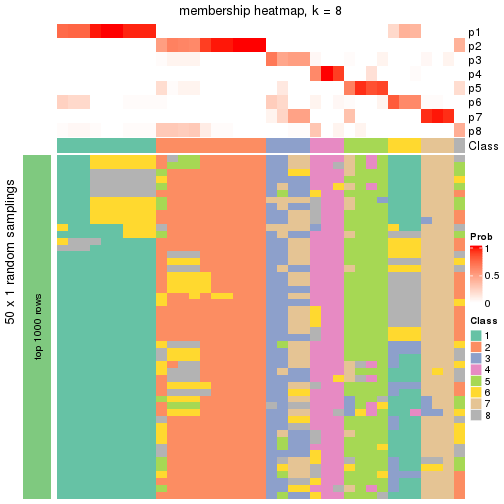 membership heatmap, k = 8
p1
p2
p3
p4
p5
p6
p7
p8
Class
50 x 1 random samplings
top 1000 rows
Prob
1
0.5
0
Class
1
2
3
4
5
6
7
8